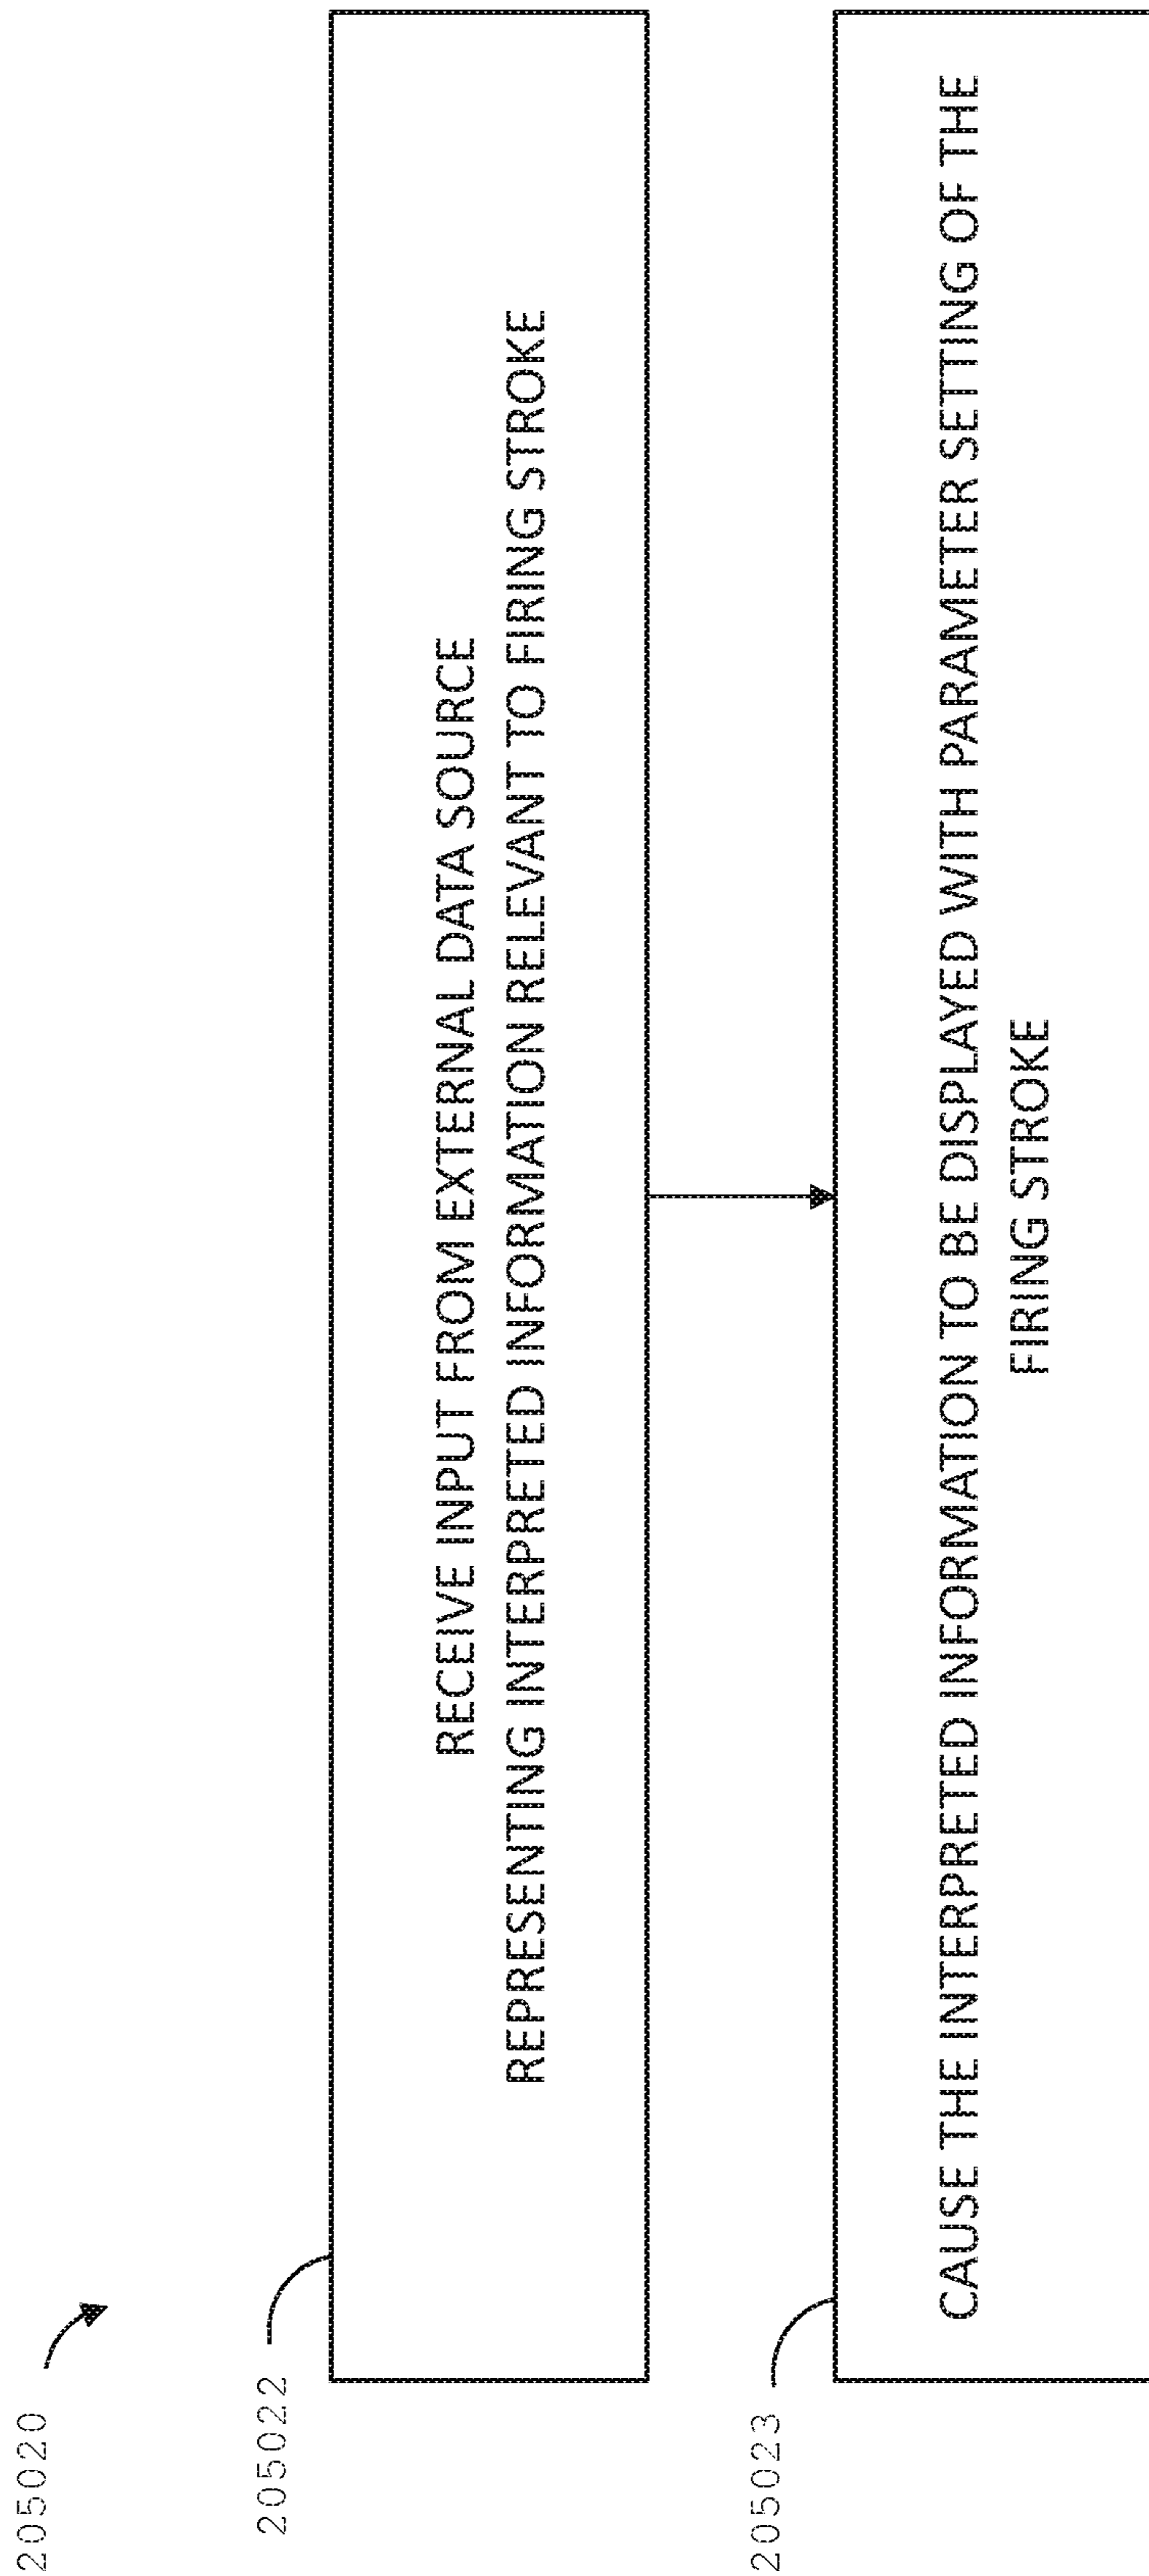 205020
205022
RECEIVE INPUT FROM EXTERNAL DATA SOURCE
REPRESENTING INTERPRETED INFORMATION RELEVANT TO FIRING STROKE
205023
CAUSE THE INTERPRETED INFORMATION TO BE DISPLAYED WITH PARAMETER SETTING OF THE
FIRING STROKE